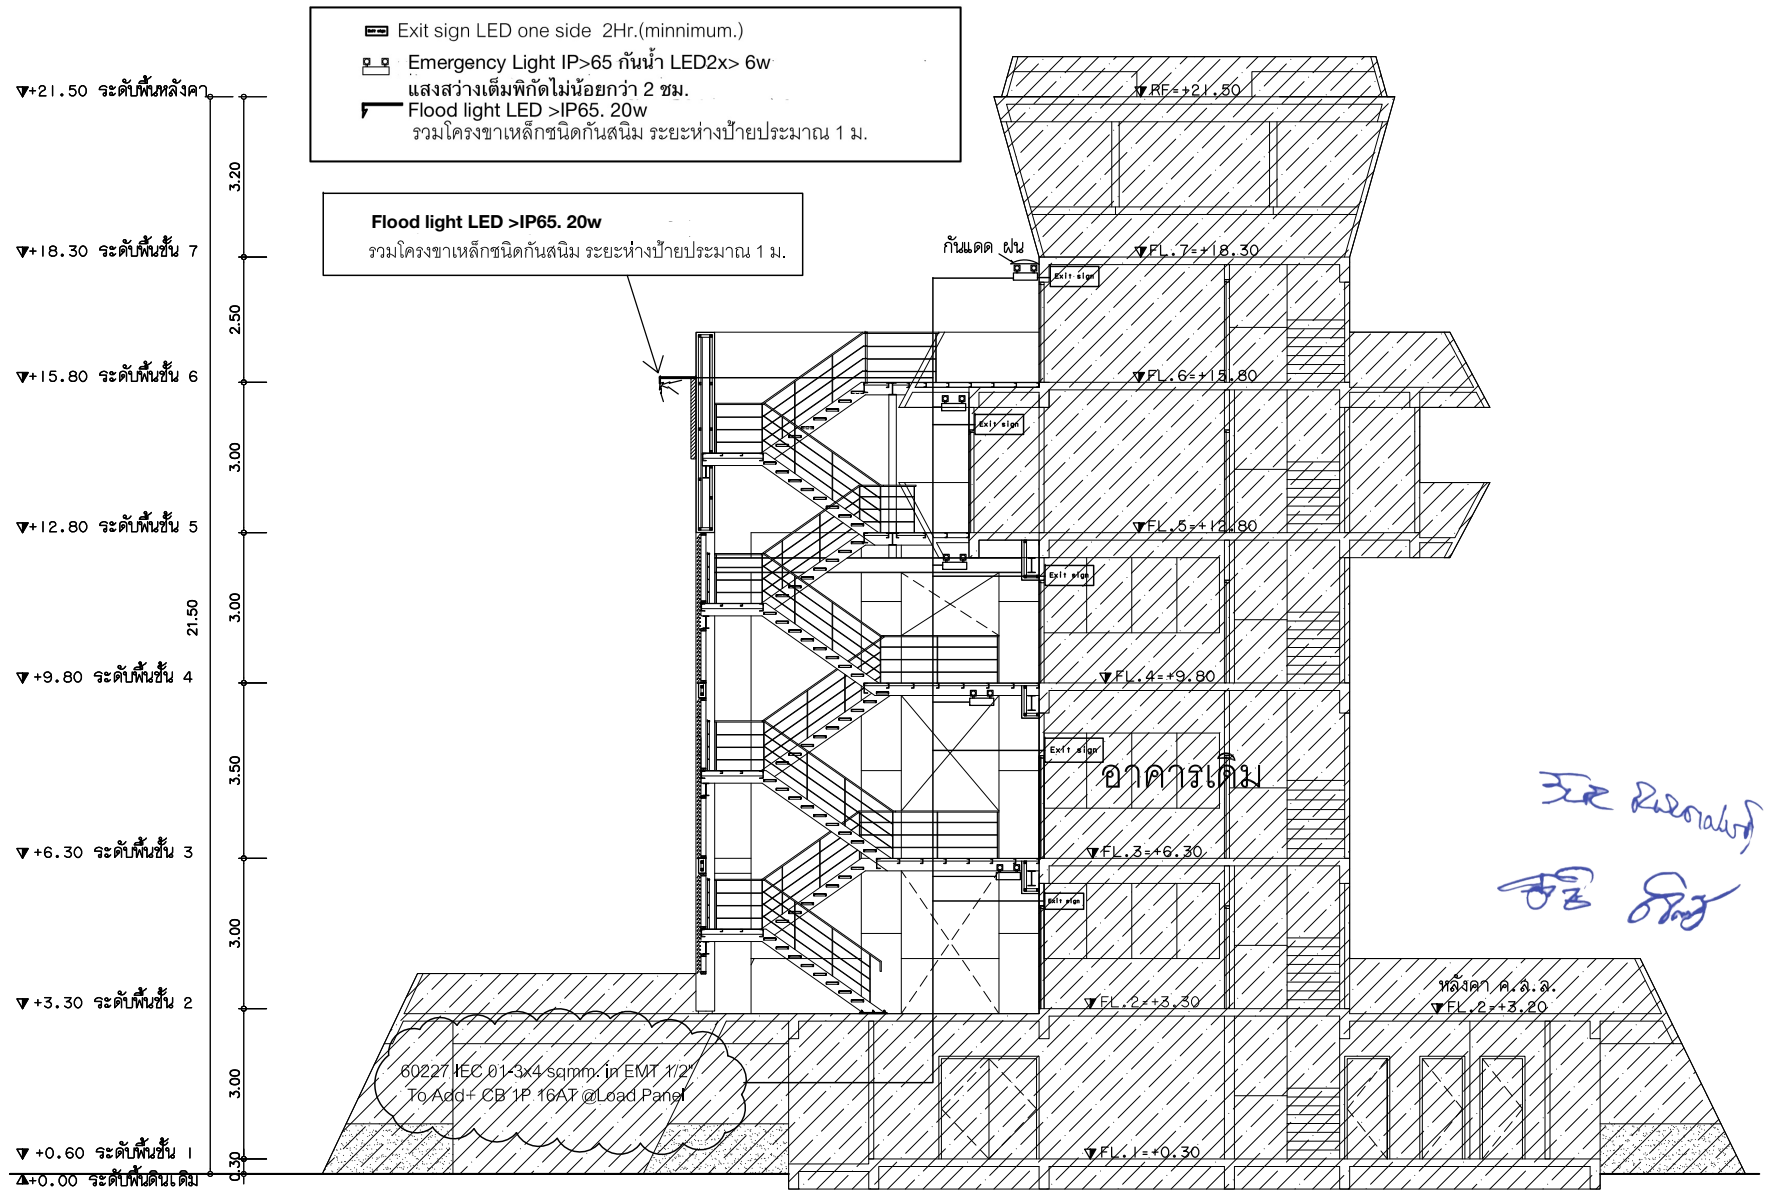 Exit sign Exit sign LED one side 2Hr.(minnimum.)
Emergency Light IP>65 กันน้ำ LED2x> 6w
แสงสว่างเต็มพิกัดไม่น้อยกว่า 2 ชม.
Flood light LED >IP65. 20w
รวมโครงขาเหล็กชนิดกันสนิม ระยะห่างป้ายประมาณ 1 ม.
Flood light LED >IP65. 20w
รวมโครงขาเหล็กชนิดกันสนิม ระยะห่างป้ายประมาณ 1 ม.
+21.50 ระดับพื้นหลังคา
RF=+21.50
3.20
+18.30 ระดับพื้นชั้น 7
กันแดด ฝน
FL.7=+18.30
Exit sign
2.50
+15.80 ระดับพื้นชั้น 6
FL.6=+15.80
Exit sign
3.00
+12.80 ระดับพื้นชั้น 5
FL.5=+12.80
Exit sign
3.00
21.50
+9.80 ระดับพื้นชั้น 4
FL.4=+9.80
Exit sign
3.50
อาคารเดิม
+6.30 ระดับพื้นชั้น 3
FL.3=+6.30
Exit sign
3.00
+3.30 ระดับพื้นชั้น 2
FL.2=+3.30
หลังคา ค.ส.ล.
FL.2=+3.20
60227 IEC 01-3x4 sqmm. in EMT 1/2"
To Add+ CB 1P 16AT @Load Panel
3.00
+0.60 ระดับพื้นชั้น 1
FL.1=+0.30
0.30
+0.00 ระดับพื้นดินเดิม